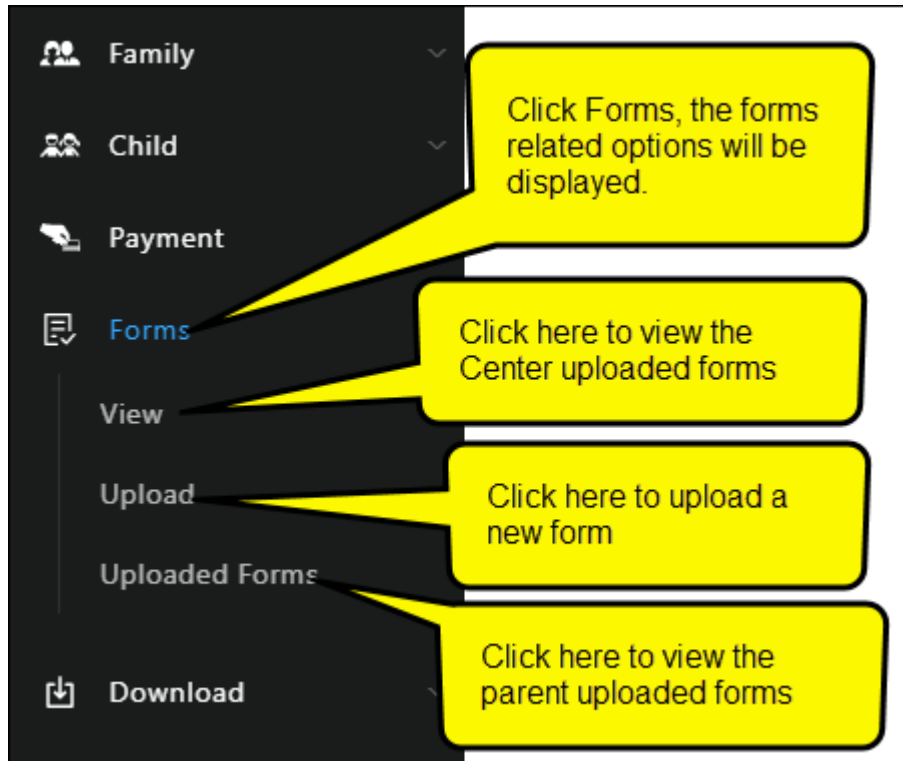 Family
Click Forms, the forms
related options will be
displayed.
Child
Payment
Forms
Click here to view the
Center uploaded forms
View
Upload
Click here to upload a
new form
Uploaded Forms
Click here to view the
parent uploaded forms
Download